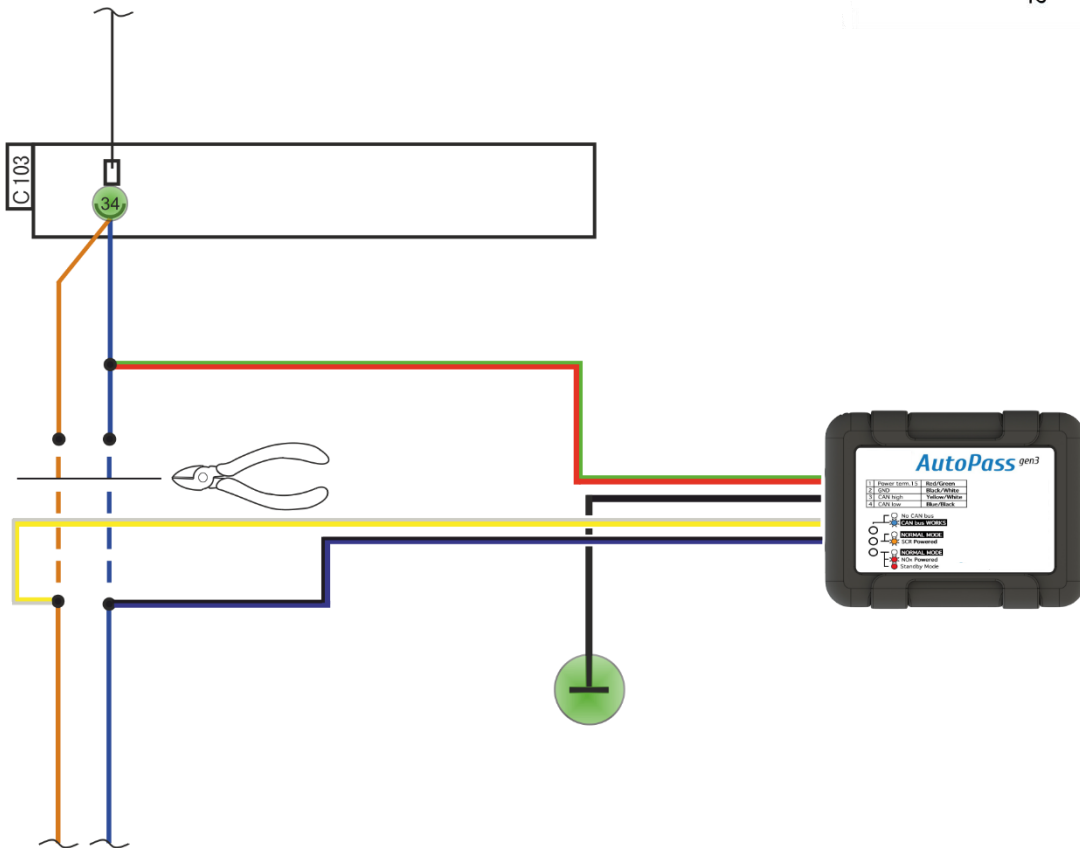 C 103
34
AutoPass gen3
1 Power term.15 Red/Green
2 GND Black/White
3 CAN high Yellow/White
4 CAN low Blue/Black
No CAN bus
CAN bus WORKS
NORMAL MODE
SCR Powered
NORMAL MODE
NOx Powered
Standby Mode